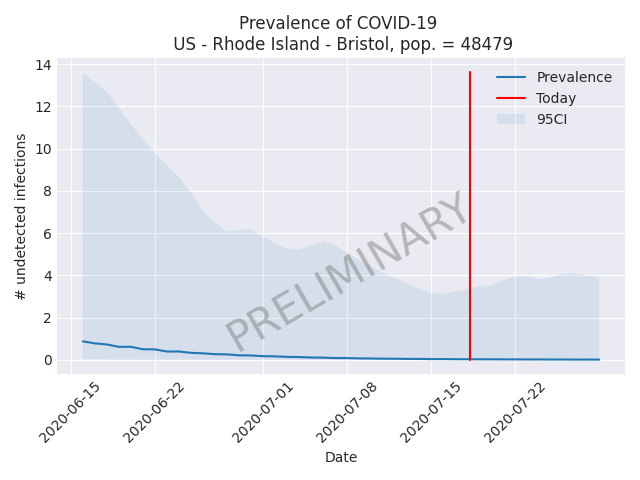 Prevalence of COVID-19
US - Rhode Island - Bristol, pop. = 48479
# undetected infections
14
12
10
8
6
4
2
0
Prevalence
Today
95CI
PRELIMINARY
2020-06-15
2020-06-22
2020-07-01
2020-07-08
2020-07-15
2020-07-22
Date